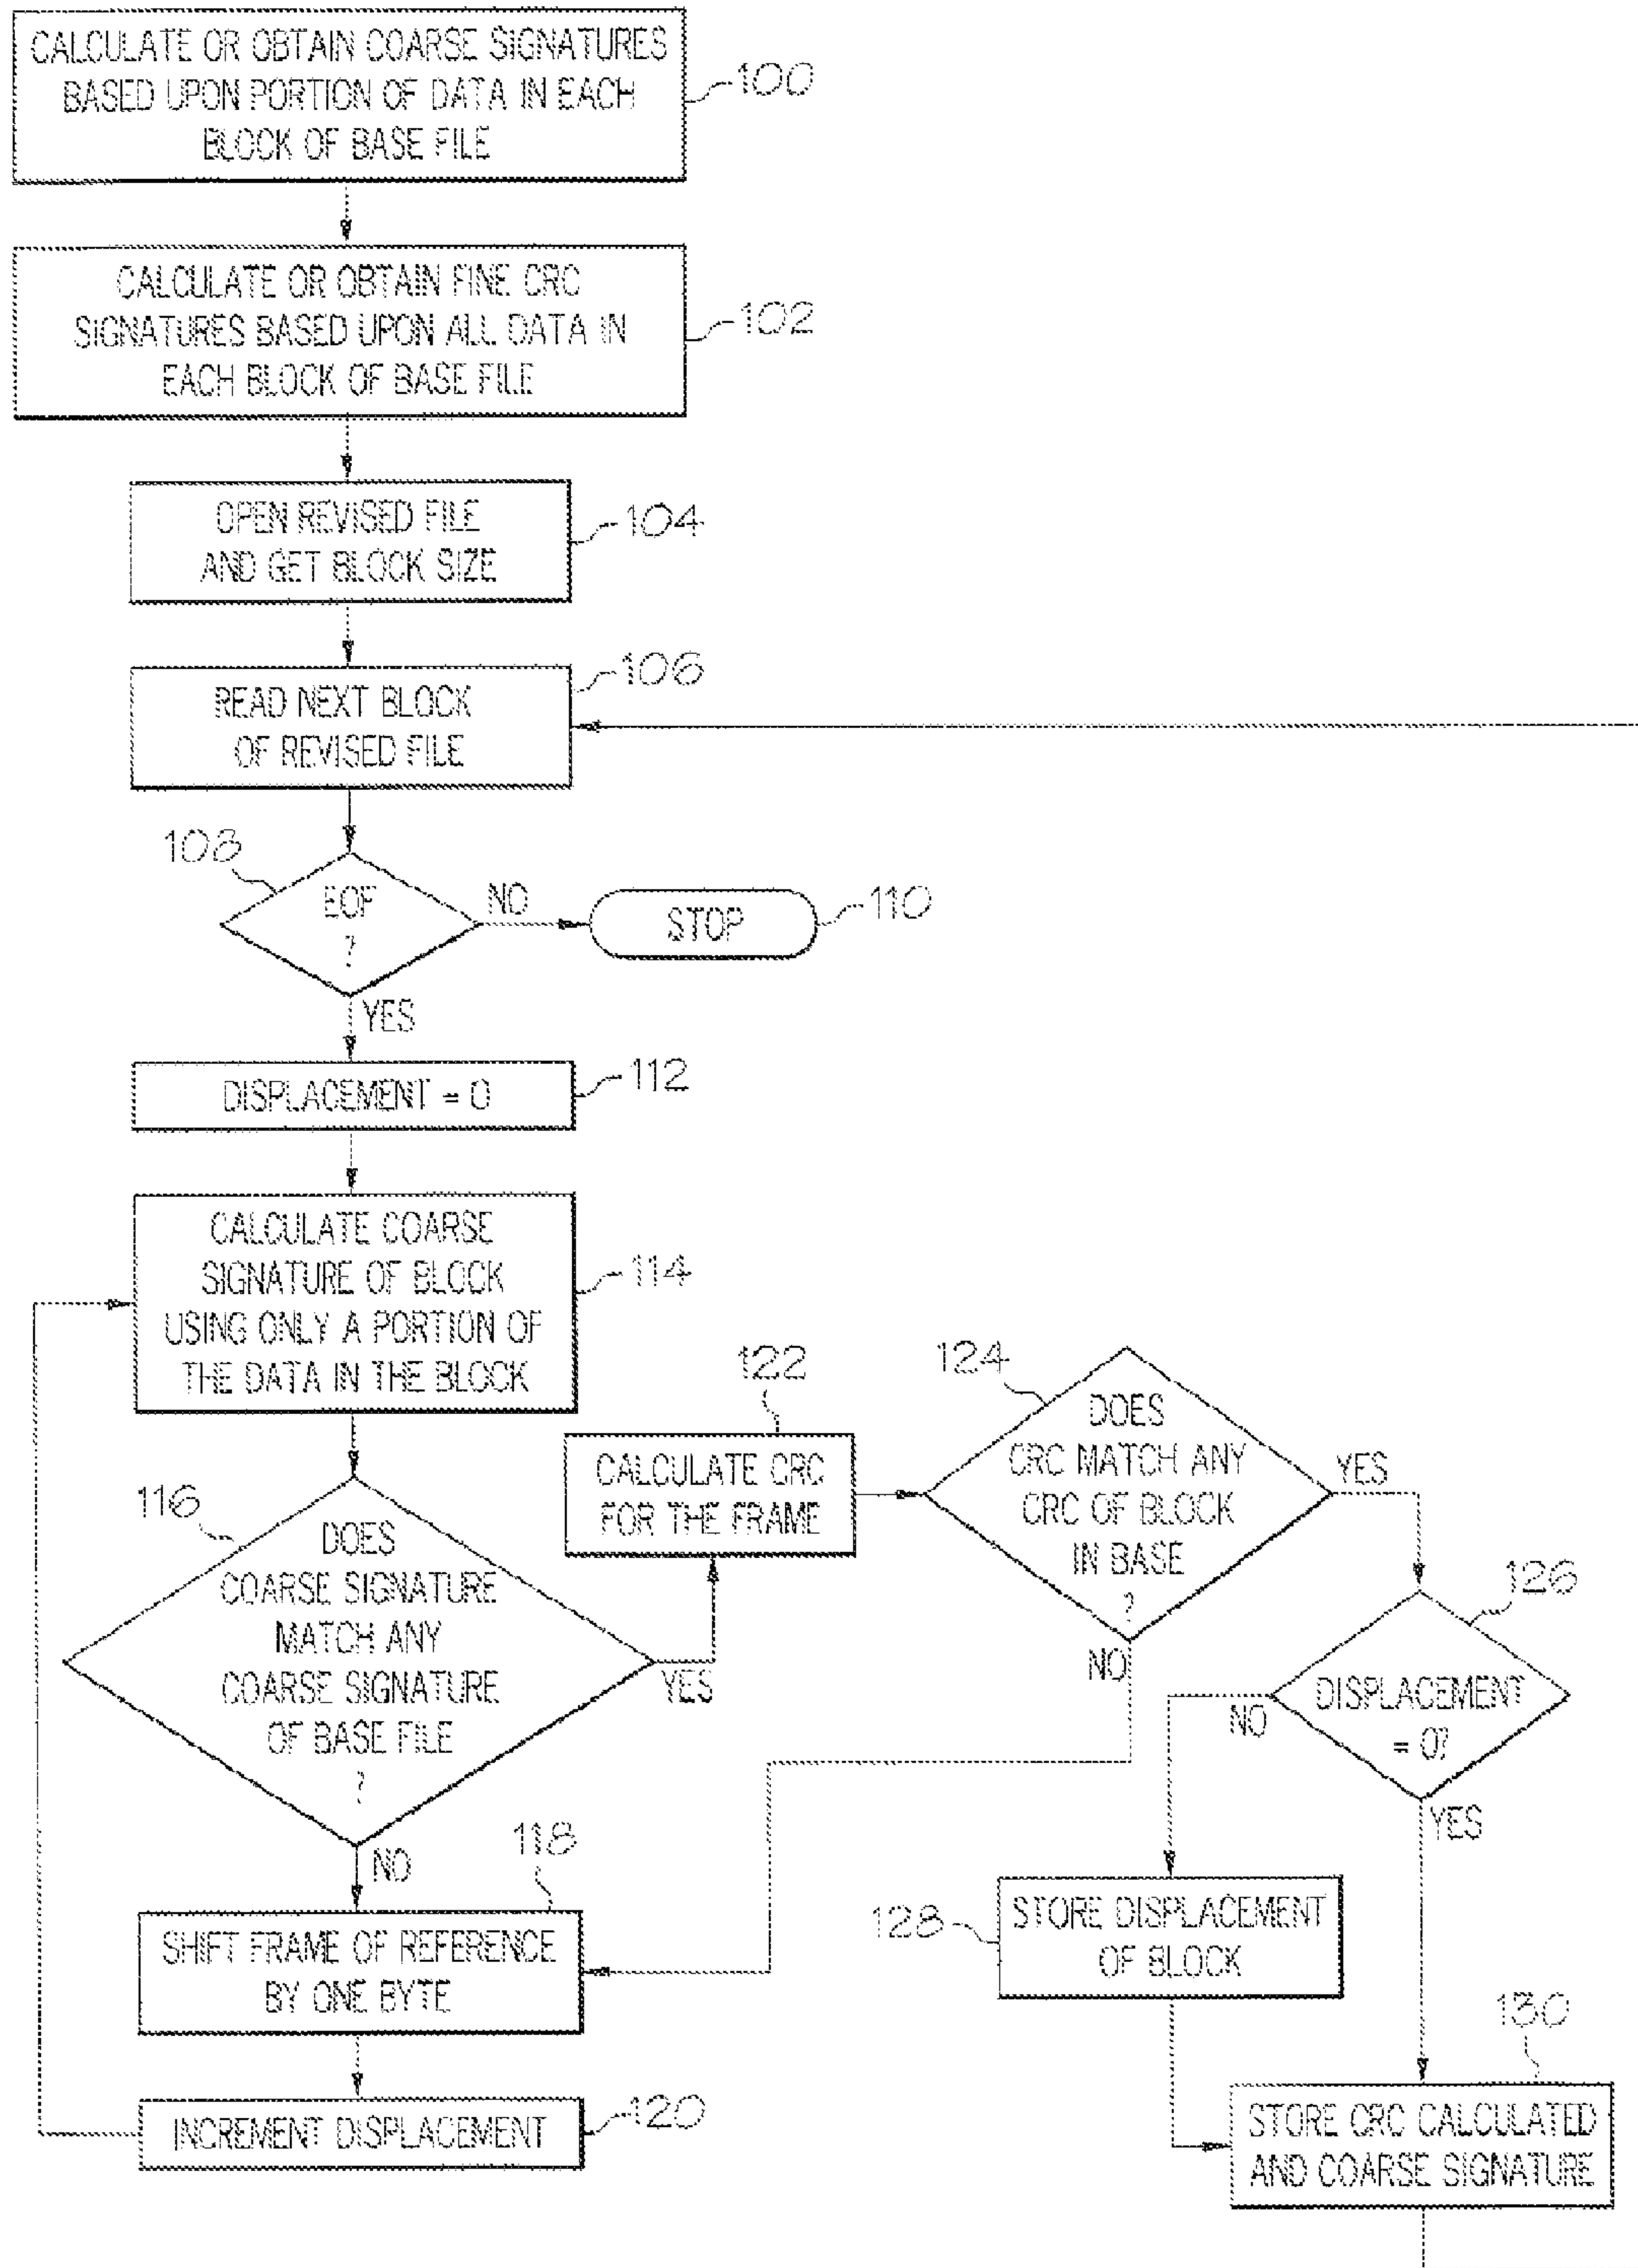 CALCULATE OR OBTAIN COARSE SIGNATURES
BASED UPON PORTION OF DATA IN EACH
BLOCK OF BASE FILE
100
CALCULATE OR OBTAIN FINE CRC
SIGNATURES BASED UPON ALL DATA IN
EACH BLOCK OF BASE FILE
102
OPEN REVISED FILE
AND GET BLOCK SIZE
104
READ NEXT BLOCK
OF REVISED FILE
106
108
EOF
?
NO
STOP
110
YES
DISPLACEMENT = 0
112
CALCULATE COARSE
SIGNATURE OF BLOCK
USING ONLY A PORTION OF
THE DATA IN THE BLOCK
114
116
DOES
COARSE SIGNATURE
MATCH ANY
COARSE SIGNATURE
OF BASE FILE
?
YES
NO
122
CALCULATE CRC
FOR THE FRAME
124
DOES
CRC MATCH ANY
CRC OF BLOCK
IN BASE
?
YES
NO
126
DISPLACEMENT
= 0?
NO
YES
118
SHIFT FRAME OF REFERENCE
BY ONE BYTE
128
STORE DISPLACEMENT
OF BLOCK
INCREMENT DISPLACEMENT
120
130
STORE CRC CALCULATED
AND COARSE SIGNATURE